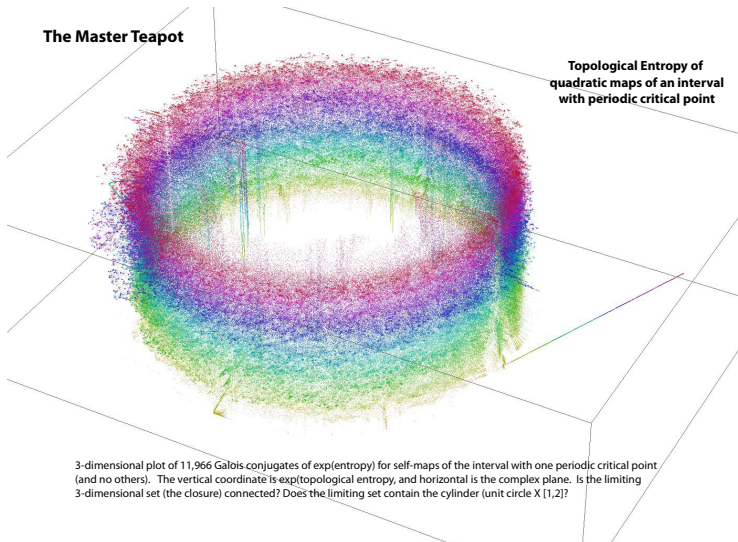 The Master Teapot
Topological Entropy of
quadratic maps of an interval
with periodic critical point
3-dimensional plot of 11,966 Galois conjugates of exp(entropy) for self-maps of the interval with one periodic critical point
(and no others).  The vertical coordinate is exp(topological entropy, and horizontal is the complex plane.  Is the limiting
3-dimensional set (the closure) connected? Does the limiting set contain the cylinder (unit circle X [1,2]?